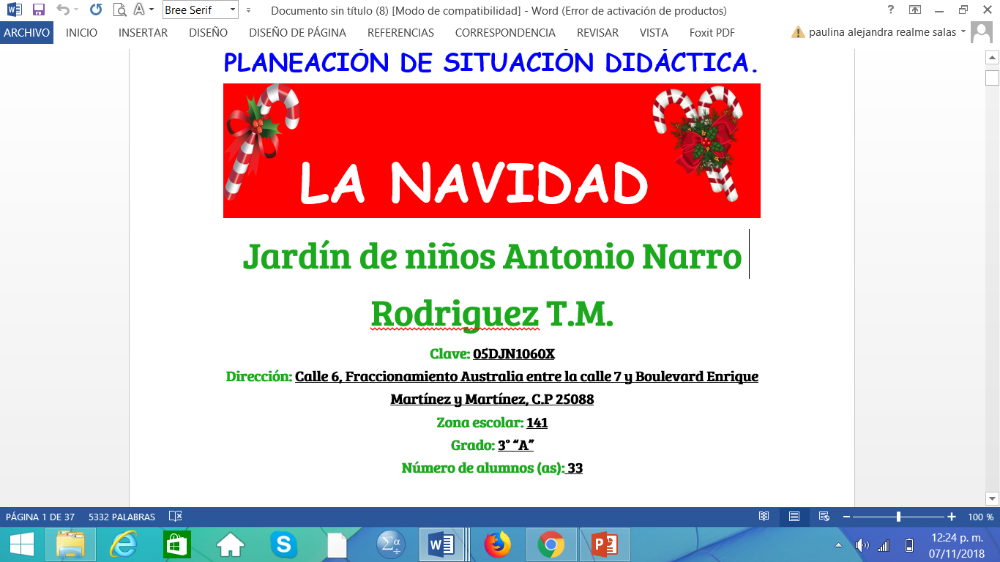 Bree Serif
Documento sin título (8) [Modo de compatibilidad] - Word (Error de activación de productos)
ARCHIVO INICIO INSERTAR DISEÑO DISEÑO DE PÁGINA REFERENCIAS CORRESPONDENCIA REVISAR VISTA Foxit PDF paulina alejandra realme salas
PLANEACIÓN DE SITUACIÓN DIDÁCTICA.
LA NAVIDAD
Jardín de niños Antonio Narro
Rodriguez T.M.
Clave: 05DJN1060X
Dirección: Calle 6, Fraccionamiento Australia entre la calle 7 y Boulevard Enrique
Martínez y Martínez, C.P 25088
Zona escolar: 141
Grado: 3° “A”
Número de alumnos (as): 33
PÁGINA 1 DE 37 5332 PALABRAS 100 %
12:24 p. m.
07/11/2018